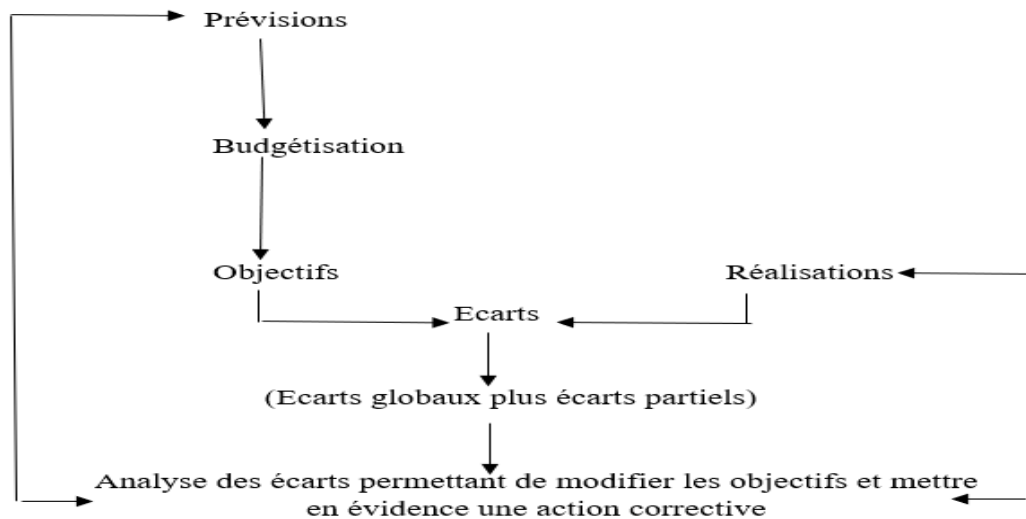 Prévisions
Budgétisation
Objectifs
Réalisations
Ecarts
(Ecarts globaux plus écarts partiels)
Analyse des écarts permettant de modifier les objectifs et mettre
en évidence une action corrective